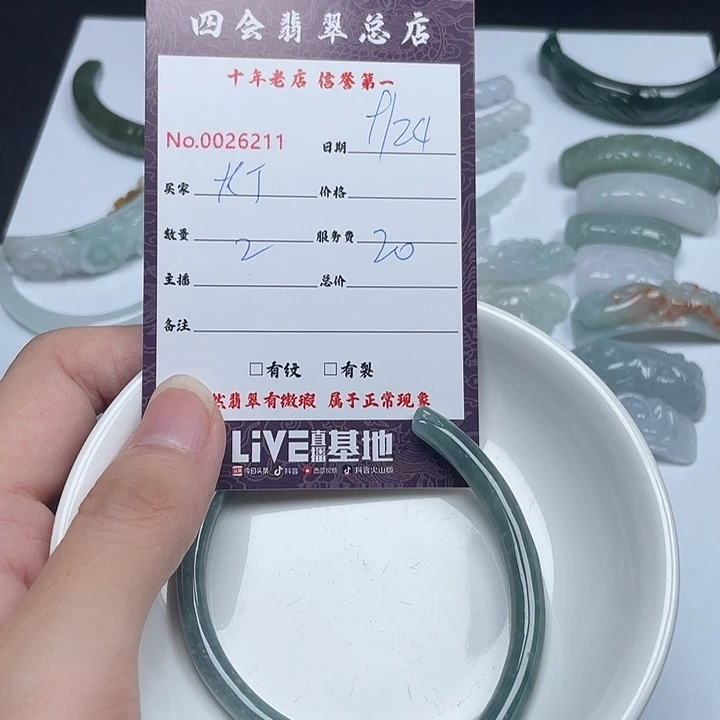 四会翡翠总店
十年老店 信誉第一
No.0026211 日期
买家 价格
数量 2 服务费 20
主播 总价
备注
□有纹 □有裂
然翡翠有微瑕 属于正常现象
LiVE直播基地
今日头条 抖音 西瓜视频 抖音火山版